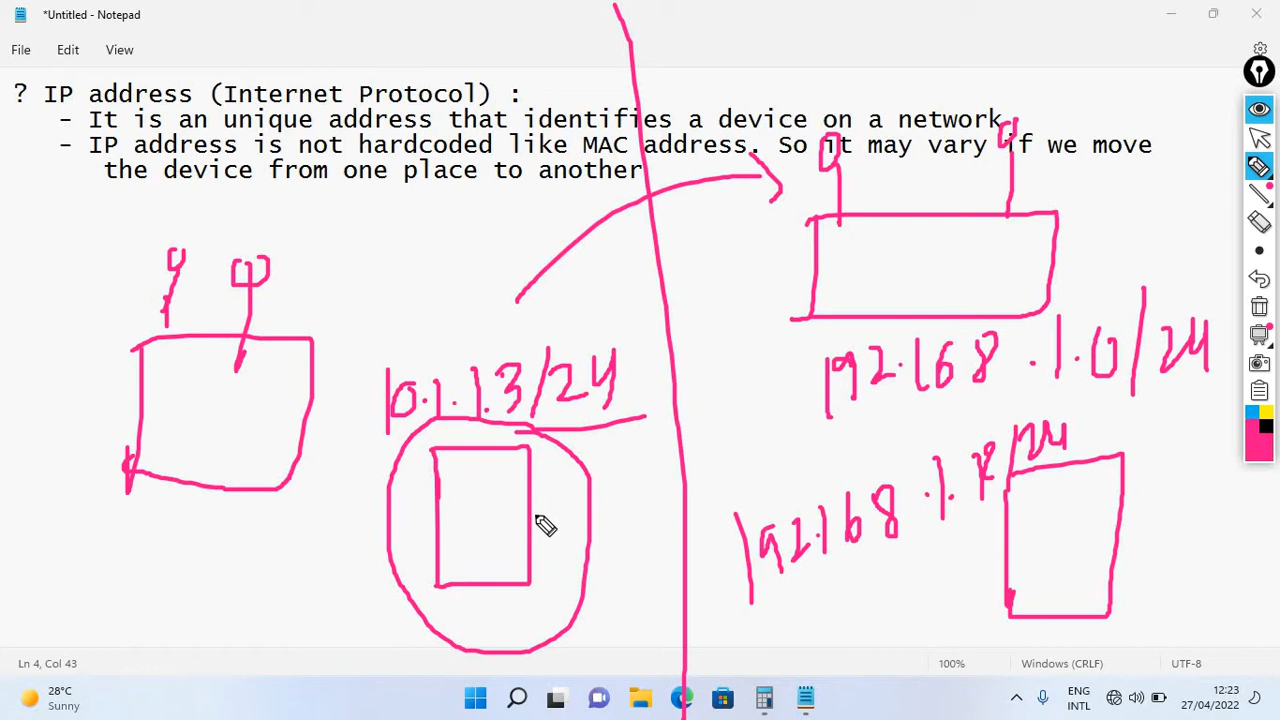 *Untitled - Notepad
File Edit View
? IP address (Internet Protocol) :
- It is an unique address that identifies a device on a network
- IP address is not hardcoded like MAC address. So it may vary if we move
the device from one place to another
10.1.1.3/24
192.168.1.0/24
/24
192.168.1.
Ln 4, Col 43 100% Windows (CRLF) UTF-8
28°C
Sunny
ENG
INTL
12:23
27/04/2022